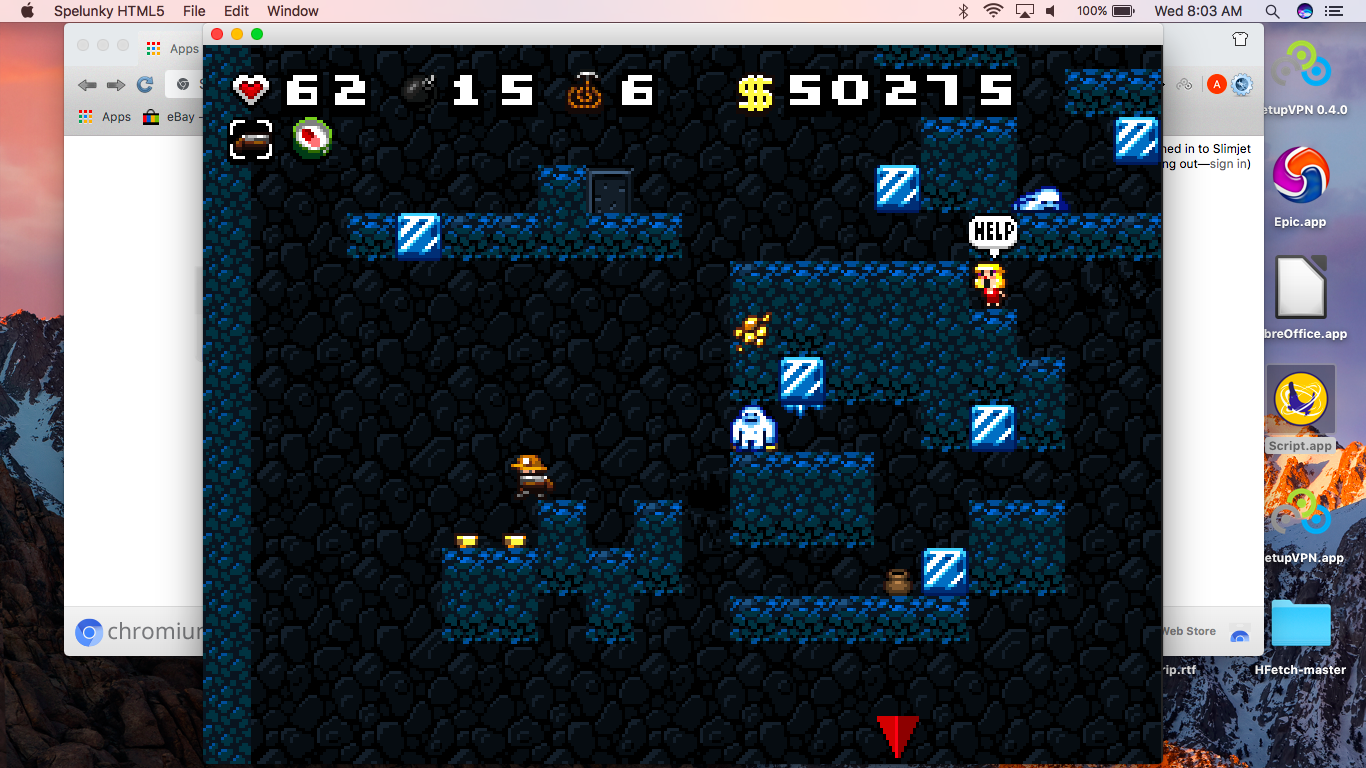 Spelunky HTML5 File Edit Window 100% Wed 8:03 AM
Apps
62 15 6 $50275
A
etupVPN 0.4.0
Apps eBay -
ned in to Slimjet
ng out—sign in)
Epic.app
HELP
breOffice.app
Script.app
etupVPN.app
chromium
Web Store
rip.rtf HFetch-master